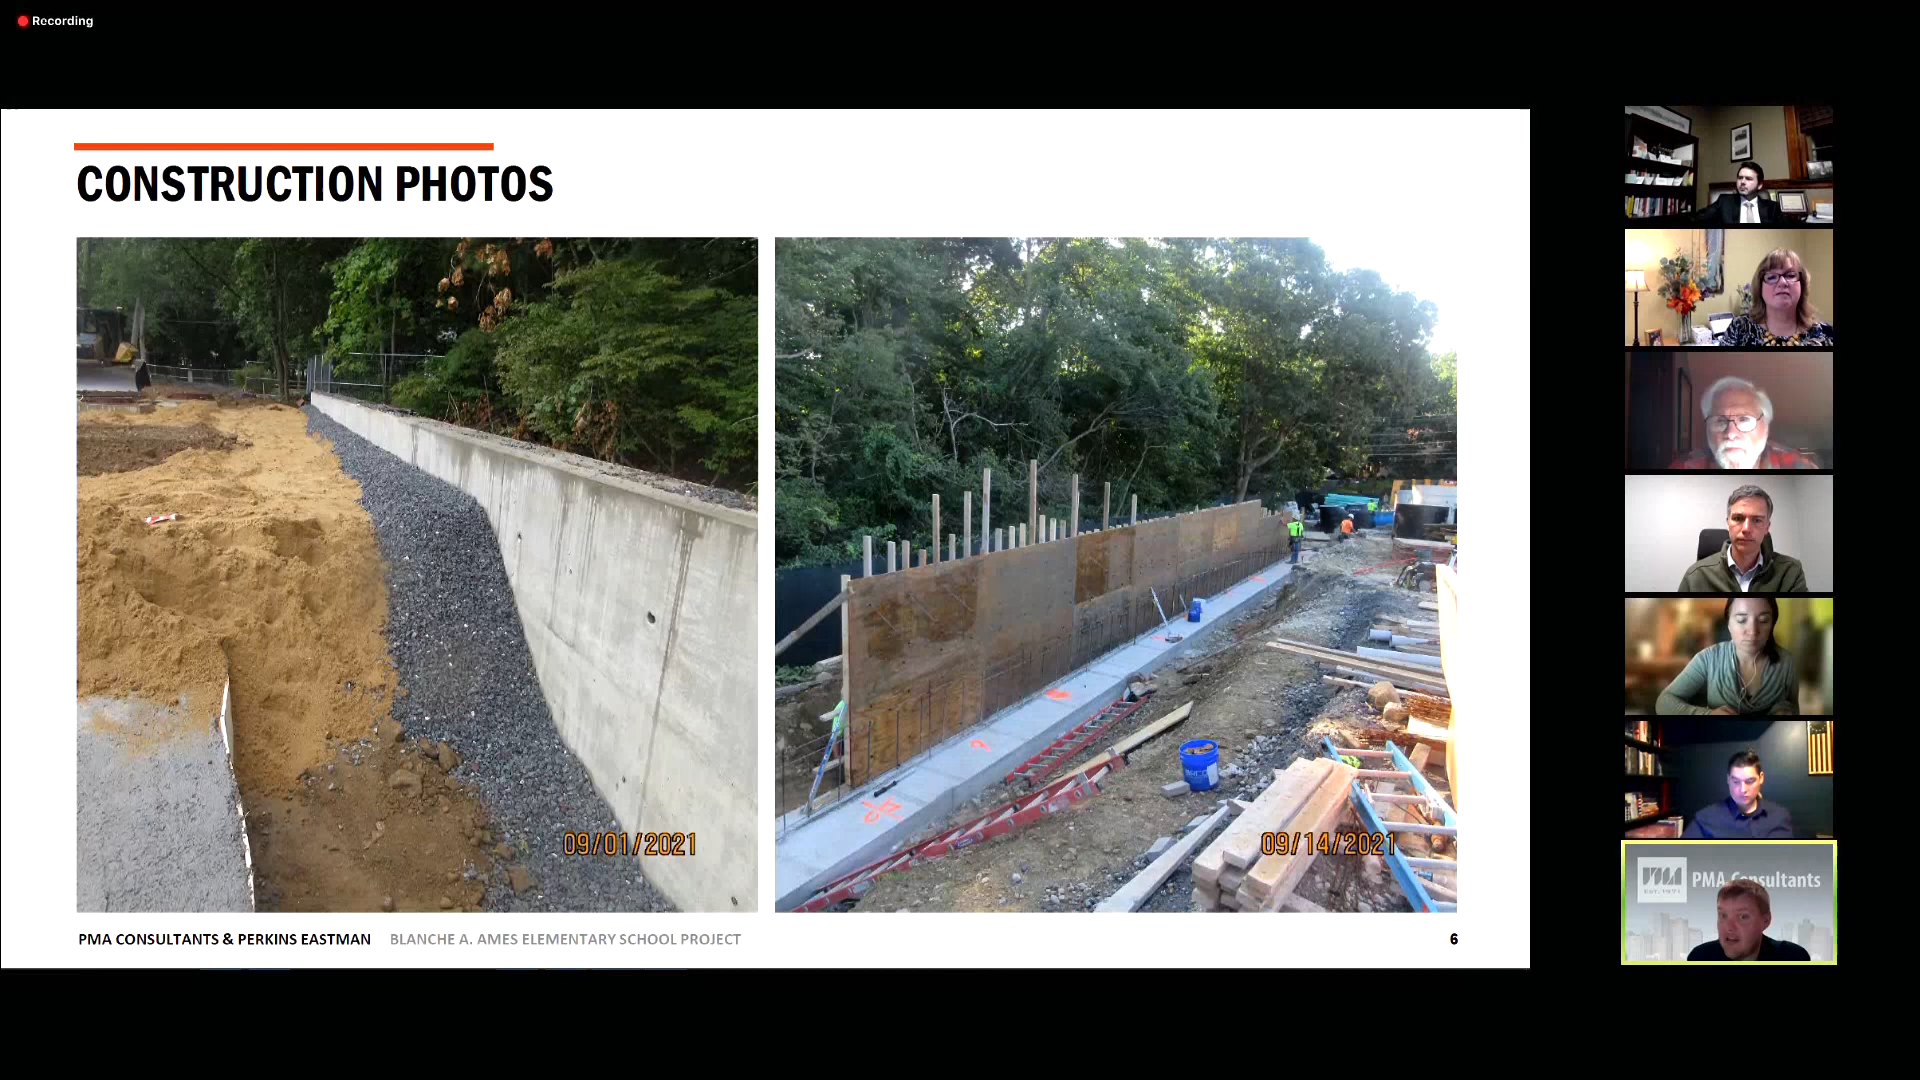 Recording
CONSTRUCTION PHOTOS
09/01/2021
09/14/2021
PMA CONSULTANTS & PERKINS EASTMAN BLANCHE A. AMES ELEMENTARY SCHOOL PROJECT 6
PMA Consultants